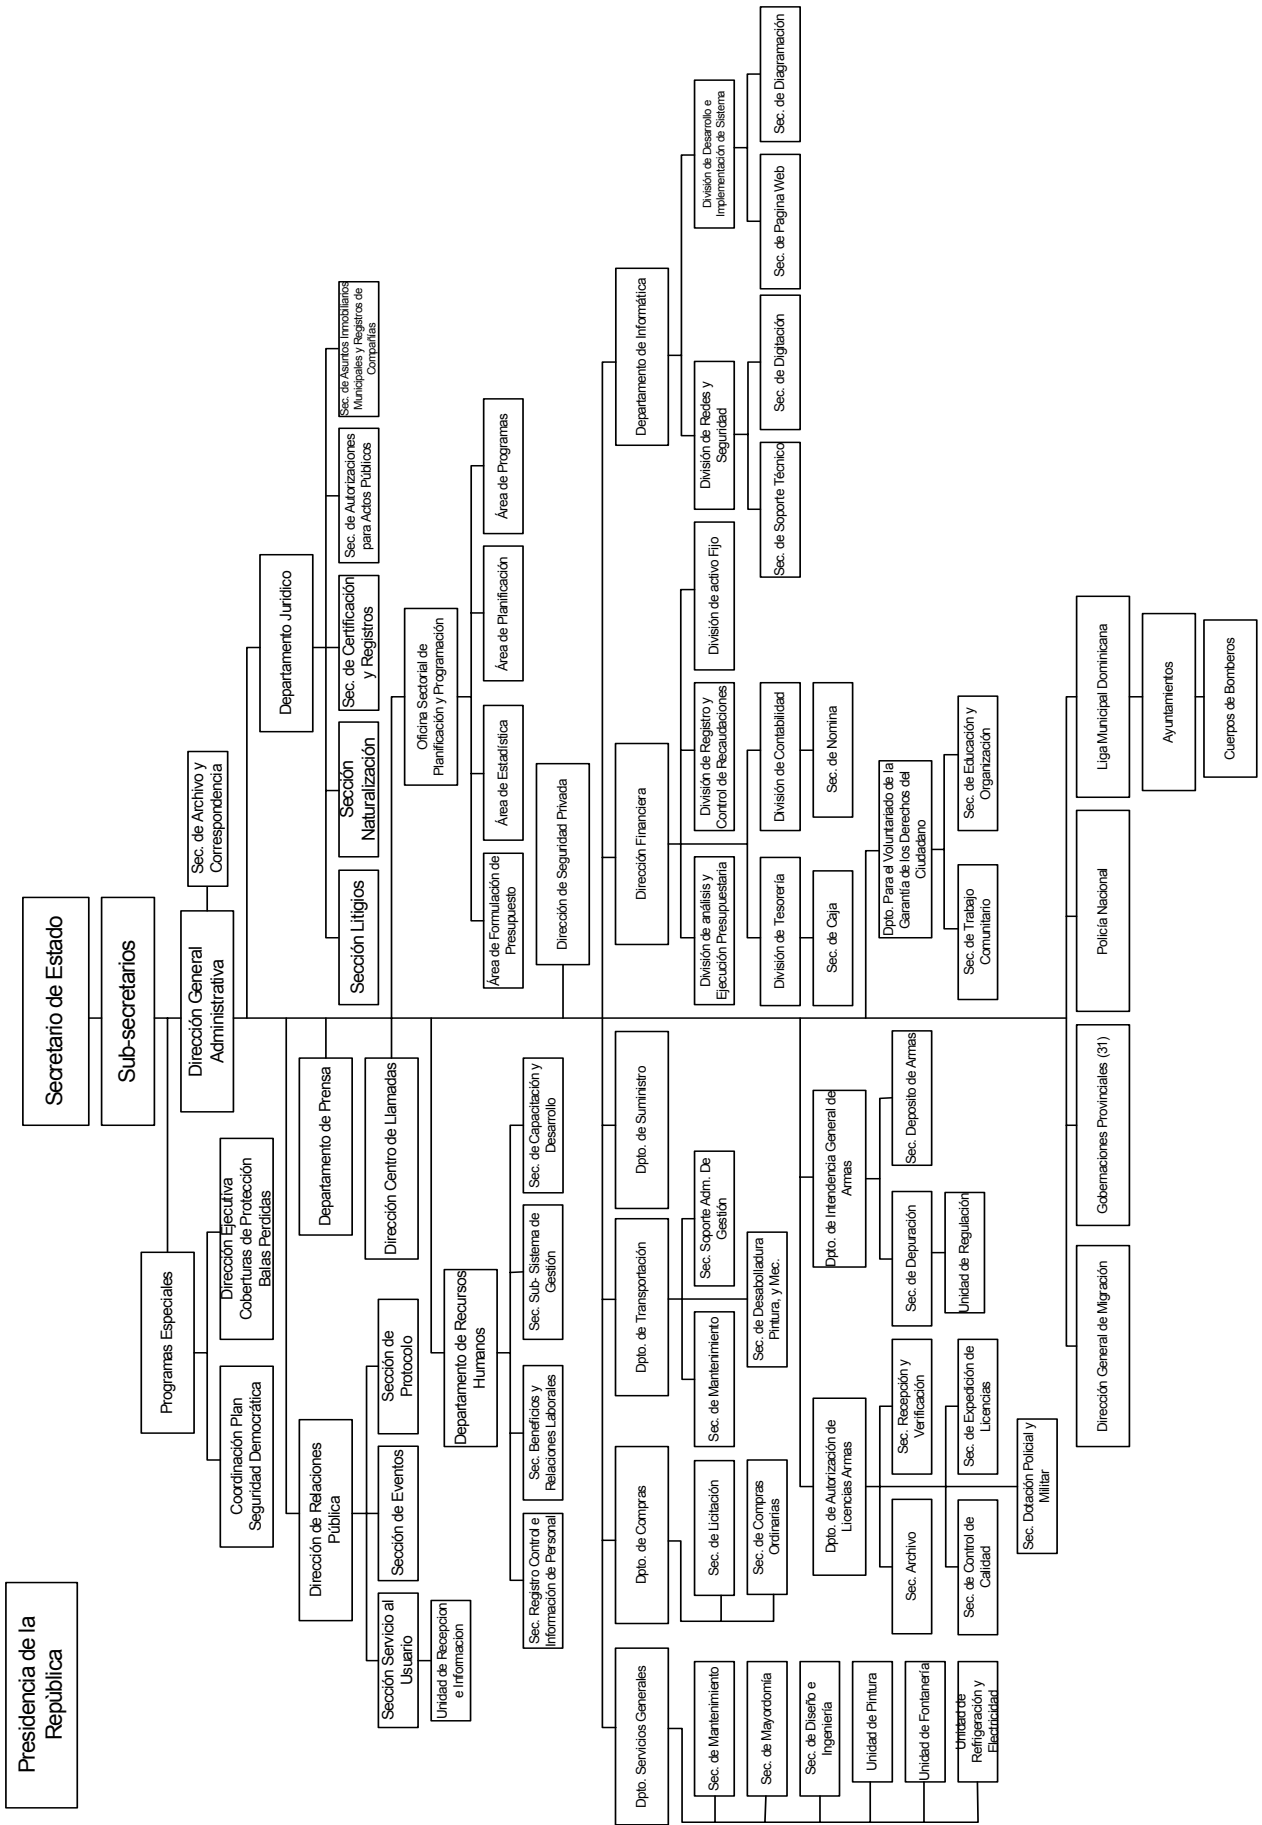 Presidencia de la
Repùblica
Secretario de Estado
Sub-secretarios
Programas Especiales
Dirección General
Administrativa
Sec. de Archivo y
Correspondencia
Coordinación Plan
Seguridad Democrática
Dirección Ejecutiva
Coberturas de Protección
Balas Perdidas
Departamento Juridico
Dirección de Relaciones
Pública
Departamento de Prensa
Sección Litigios
Sección
Naturalización
Sec. de Certificación
y Registros
Sec. de Autorizaciones
para Actos Públicos
Sec. de Asuntos Inmobiliarios
Municipales y Registros de
Compañías
Sección Servicio al
Usuario
Sección de Eventos
Sección de
Protocolo
Dirección Centro de Llamadas
Unidad de Recepcion
e Informacion
Oficina Sectorial de
Planificación y Programación
Departamento de Recursos
Humanos
Área de Formulación de
Presupuesto
Área de Estadística
Área de Planificación
Área de Programas
Sec. Registro Control e
Información de Personal
Sec. Beneficios y
Relaciones Laborales
Sec. Sub- Sistema de
Gestión
Sec. de Capacitación y
Desarrollo
Dirección de Seguridad Privada
Dpto. Servicios Generales
Dpto. de Compras
Dpto. de Transportación
Dpto. de Suministro
Dirección Financiera
Departamento de Informática
Sec. de Mantenimiento
Sec. de Licitación
Sec. de Mantenimiento
Sec. Soporte Adm. De
Gestión
División de análisis y
Ejecución Presupuestaria
División de Registro y
Control de Recaudaciones
División de activo Fijo
División de Redes y
Seguridad
División de Desarrollo e
Implementación de Sistema
Sec. de Mayordomía
Sec. de Compras
Ordinarias
Sec. de Desabolladura
Pintura, y Mec.
División de Tesorería
División de Contabilidad
Sec. de Soporte Técnico
Sec. de Digitación
Sec. de Pagina Web
Sec. de Diagramación
Sec. de Diseño e
Ingeniería
Dpto. de Autorización de
Licencias Armas
Dpto. de Intendencia General de
Armas
Sec. de Caja
Sec. de Nomina
Unidad de Pintura
Sec. Archivo
Sec. Recepción y
Verificación
Sec. de Depuración
Sec. Deposito de Armas
Dpto. Para el Voluntariado de la
Garantía de los Derechos del
Ciudadano
Unidad de Fontanería
Sec. de Control de
Calidad
Sec. de Expedición de
Licencias
Unidad de Regulación
Sec. de Trabajo
Comunitario
Sec. de Educación y
Organización
Unidad de
Refrigeración y
Electricidad
Sec. Dotación Policial y
Militar
Dirección General de Migración
Gobernaciones Provinciales (31)
Policía Nacional
Liga Municipal Dominicana
Ayuntamientos
Cuerpos de Bomberos